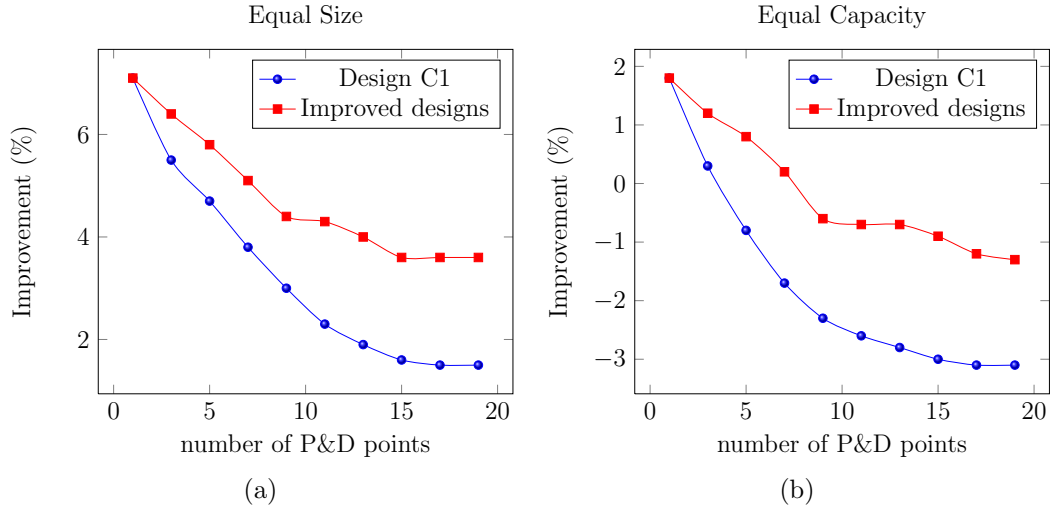 Equal Size
Design C1
Improved designs
Improvement (%)
6
4
2
0
5
10
15
20
number of P&D points
(a)
Equal Capacity
Design C1
Improved designs
Improvement (%)
2
1
0
−1
−2
−3
0
5
10
15
20
number of P&D points
(b)